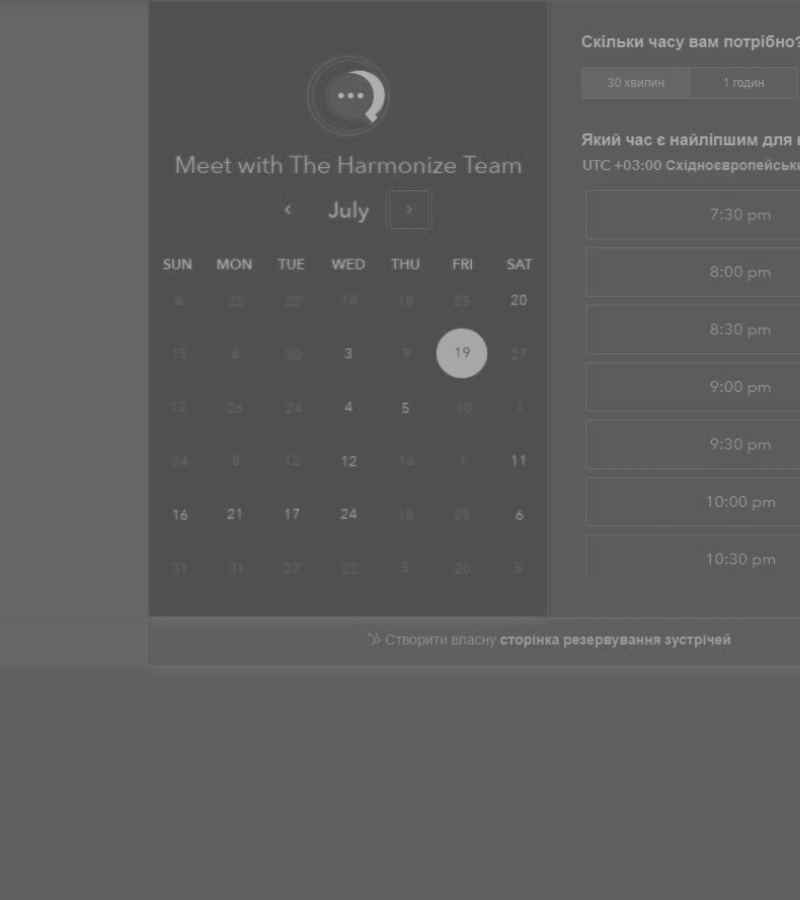 Meet with The Harmonize Team
July
SUN MON TUE WED THU FRI SAT
6 22 22 14 18 25 20
15 6 30 3 9 19 27
12 26 24 4 5 10 1
24 8 12 12 16 1 11
16 21 17 24 18 25 6
31 31 27 22 5 20 5
Скільки часу вам потрібно?
30 хвилин 1 годин
Який час є найліпшим для
UTC +03:00 Східноєвропейськи
7:30 pm
8:00 pm
8:30 pm
9:00 pm
9:30 pm
10:00 pm
10:30 pm
Створити власну сторінка резервування зустрічей